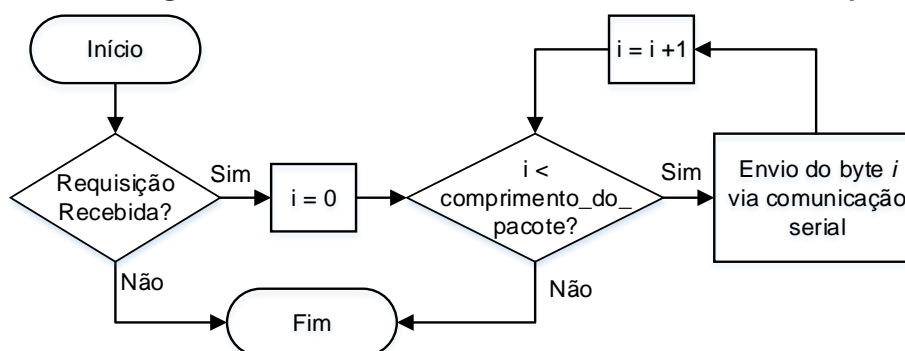 Início
i = i +1
Requisição
Recebida?
Sim
i = 0
i <
comprimento_do_
pacote?
Sim
Envio do byte i
via comunicação
serial
Não
Não
Fim